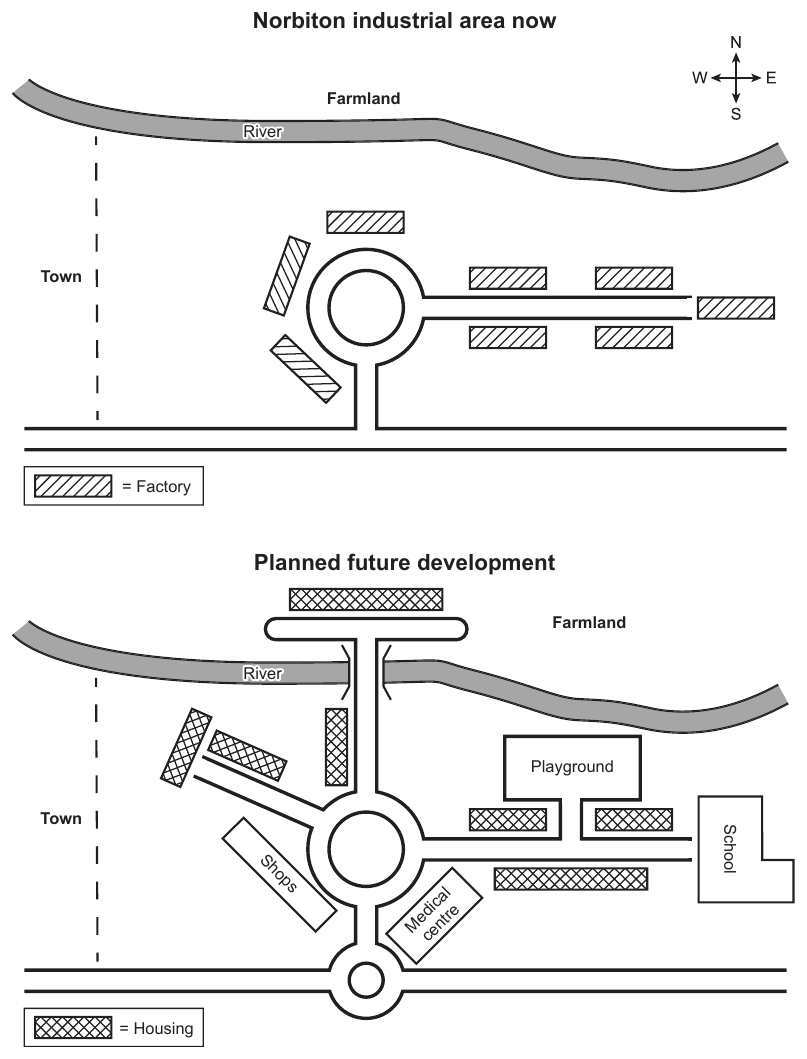 Norbiton industrial area now
N
W E
S
Farmland
River
Town
= Factory
Planned future development
Farmland
River
Playground
Town
School
Shops
Medical
centre
= Housing